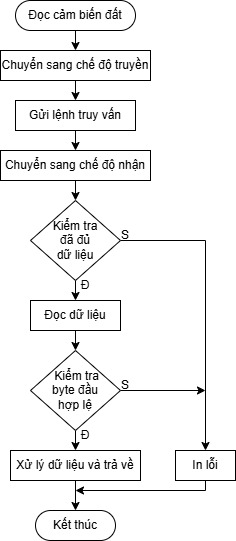 Đọc cảm biến đất
Chuyển sang chế độ truyền
Gửi lệnh truy vấn
Chuyển sang chế độ nhận
Kiểm tra
đã đủ
dữ liệu
S
Đ
Đọc dữ liệu
Kiểm tra
byte đầu
hợp lệ
S
Đ
Xử lý dữ liệu và trả về
In lỗi
Kết thúc